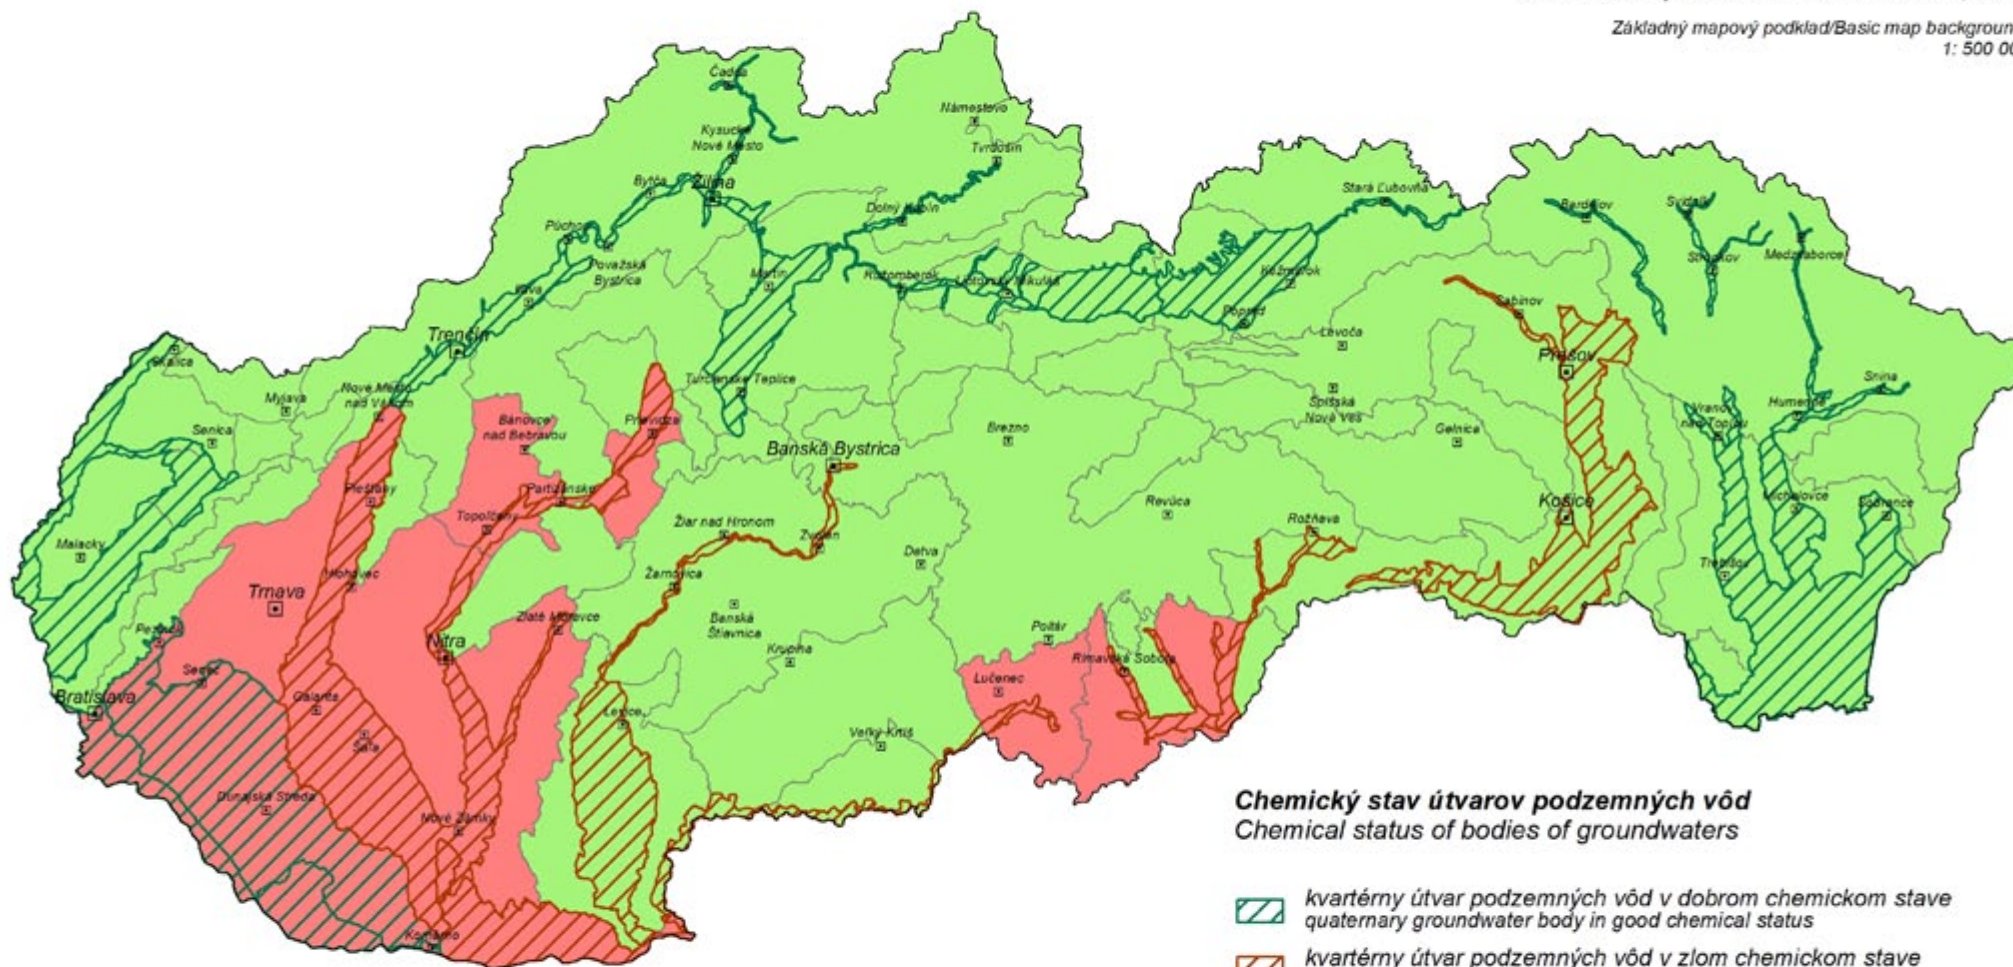 Základný mapový podklad/Basic map backgroun
1: 500 00
Čadca
Námestovo
Kysucké
Nové Mesto
Tvrdošín
Bytča
Žilina
Stará Ľubovňa
Bardejov
Svidník
Dolný Kubín
Púchov
Medzilaborce
Stropkov
Považská
Bystrica
Martin
Ružomberok
Liptovský Mikuláš
Kežmarok
Ilava
Sabinov
Poprad
Levoča
Trenčín
Skalica
Prešov
Turčianske Teplice
Nové Mesto
nad Váhom
Myjava
Spišská
Nová Ves
Snina
Humenné
Vranov
nad Topľou
Senica
Bánovce
nad Bebravou
Prievidza
Brezno
Gelnica
Banská Bystrica
Piešťany
Partizánske
Topoľčany
Revúca
Košice
Michalovce
Sobrance
Žiar nad Hronom
Rožňava
Zvolen
Detva
Malacky
Hlohovec
Žarnovica
Trebišov
Trnava
Zlaté Moravce
Banská
Štiavnica
Pezinok
Nitra
Poltár
Krupina
Rimavská Sobota
Senec
Lučenec
Galanta
Bratislava
Levice
Šaľa
Veľký Krtíš
Dunajská Streda
Nové Zámky
Komárno
Chemický stav útvarov podzemných vôd
Chemical status of bodies of groundwaters
kvartérny útvar podzemných vôd v dobrom chemickom stave
quaternary groundwater body in good chemical status
kvartérny útvar podzemných vôd v zlom chemickom stave